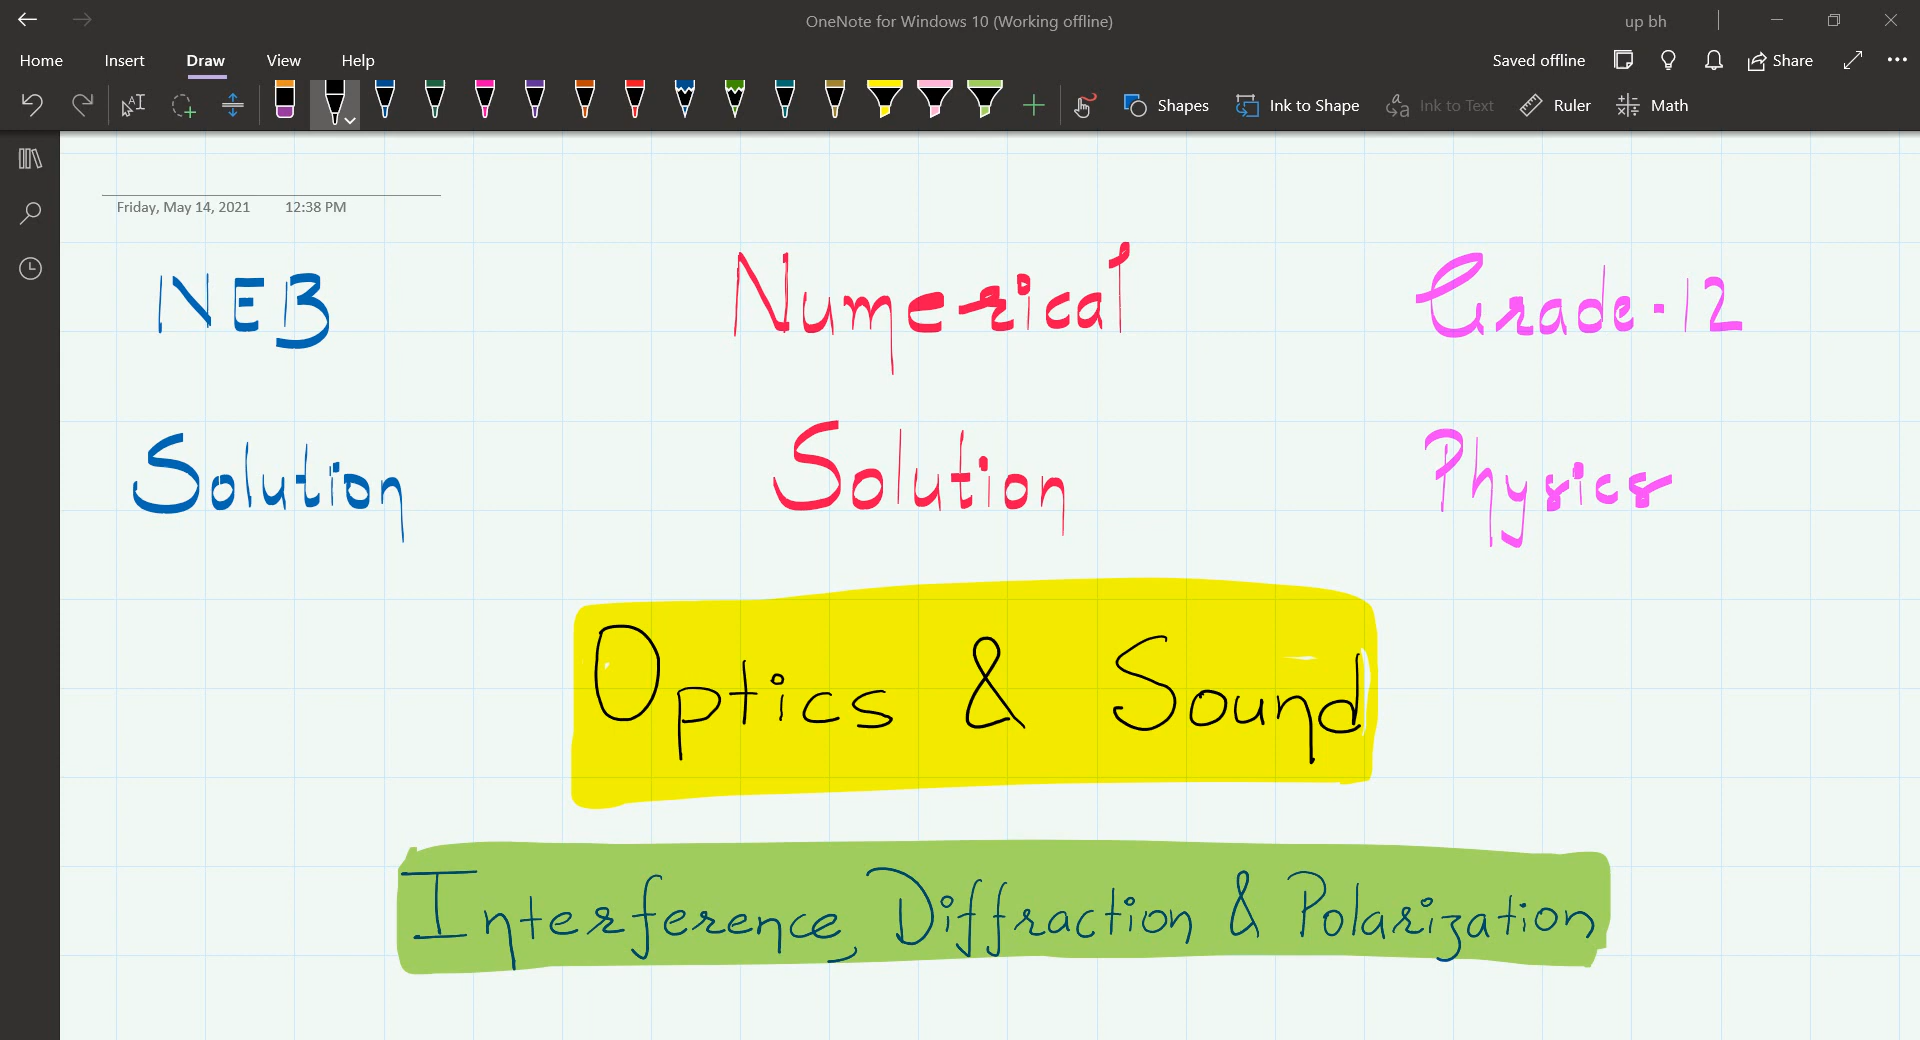 OneNote for Windows 10 (Working offline)
up bh
Home Insert Draw View Help
Saved offline Share
Shapes Ink to Shape Ink to Text Ruler Math
Friday, May 14, 2021 12:38 PM
NEB Numerical Grade-12
Solution Solution Physics
Optics & Sound
Interference, Diffraction & Polarization